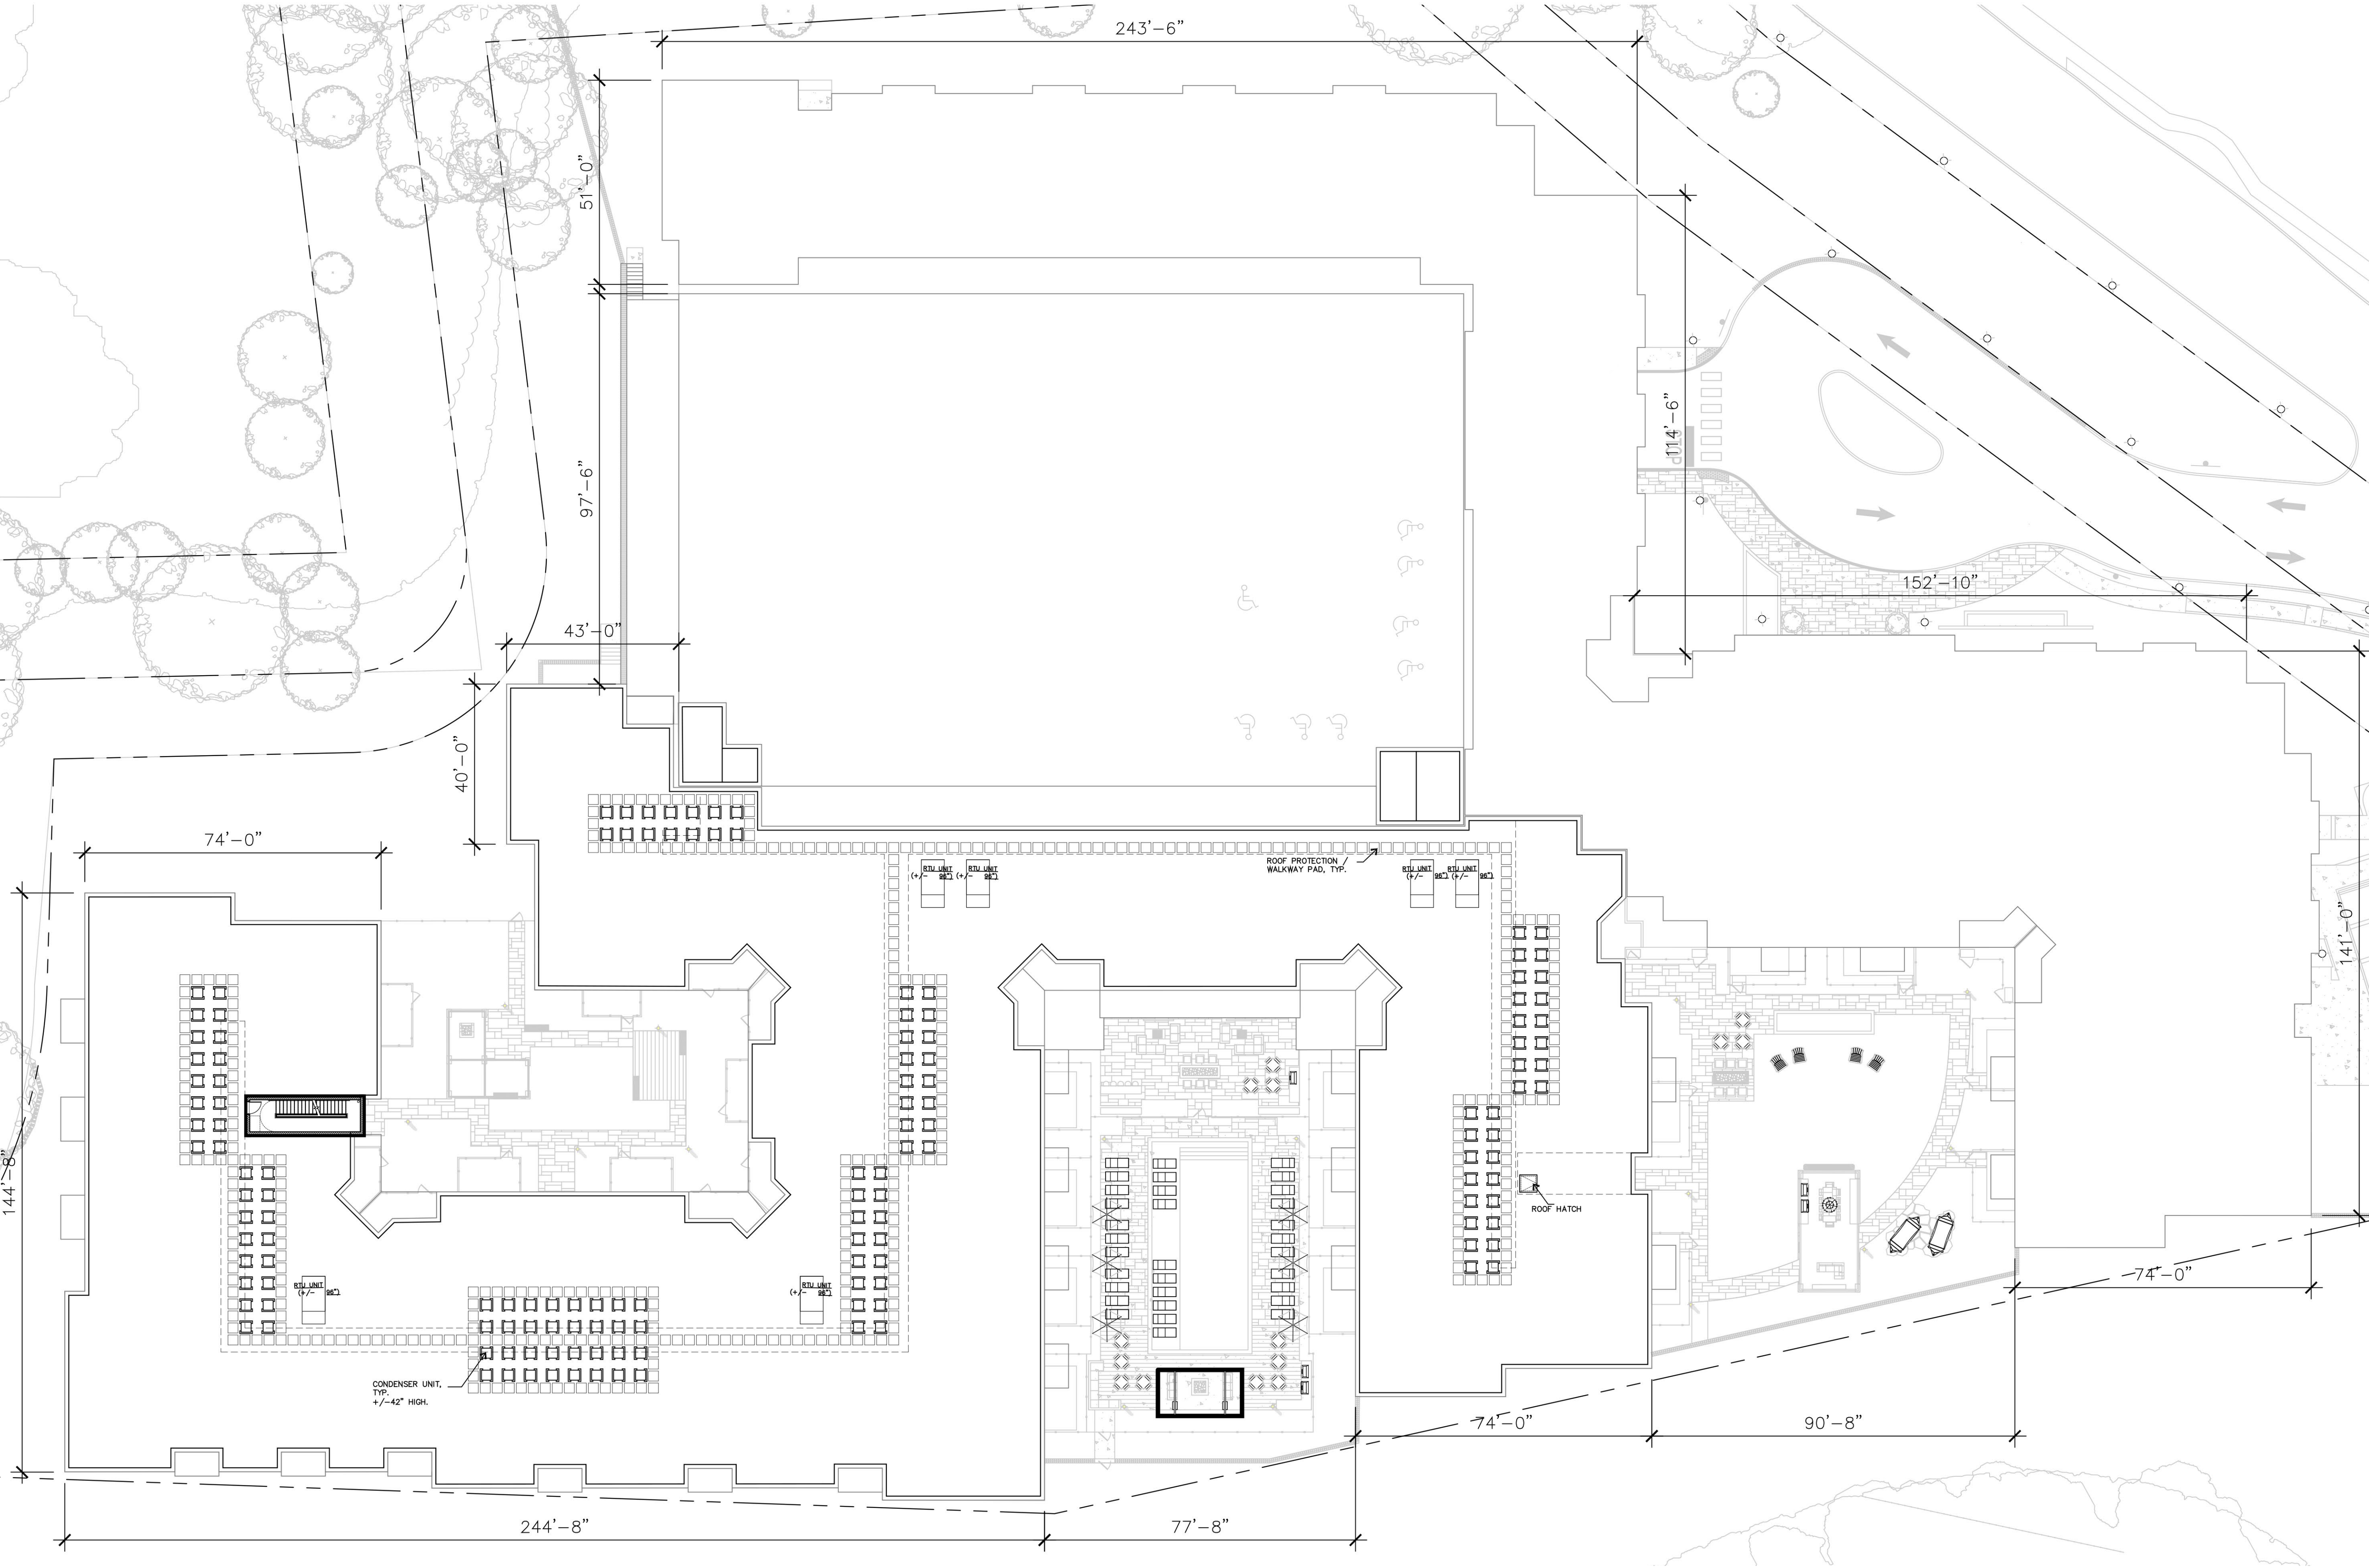 243'-6"
51'-0"
114'-6"
STOP
97'-6"
152'-10"
43'-0"
40'-0"
74'-0"
ROOF PROTECTION /
WALKWAY PAD, TYP.
RTU UNIT
(+/- 96")
RTU UNIT
(+/- 96")
RTU UNIT
(+/- 96")
RTU UNIT
(+/- 96")
141'-0"
144'-8"
ROOF HATCH
RTU UNIT
(+/- 96")
RTU UNIT
(+/- 96")
74'-0"
CONDENSER UNIT,
TYP.
+/-42" HIGH.
74'-0"
90'-8"
244'-8"
77'-8"